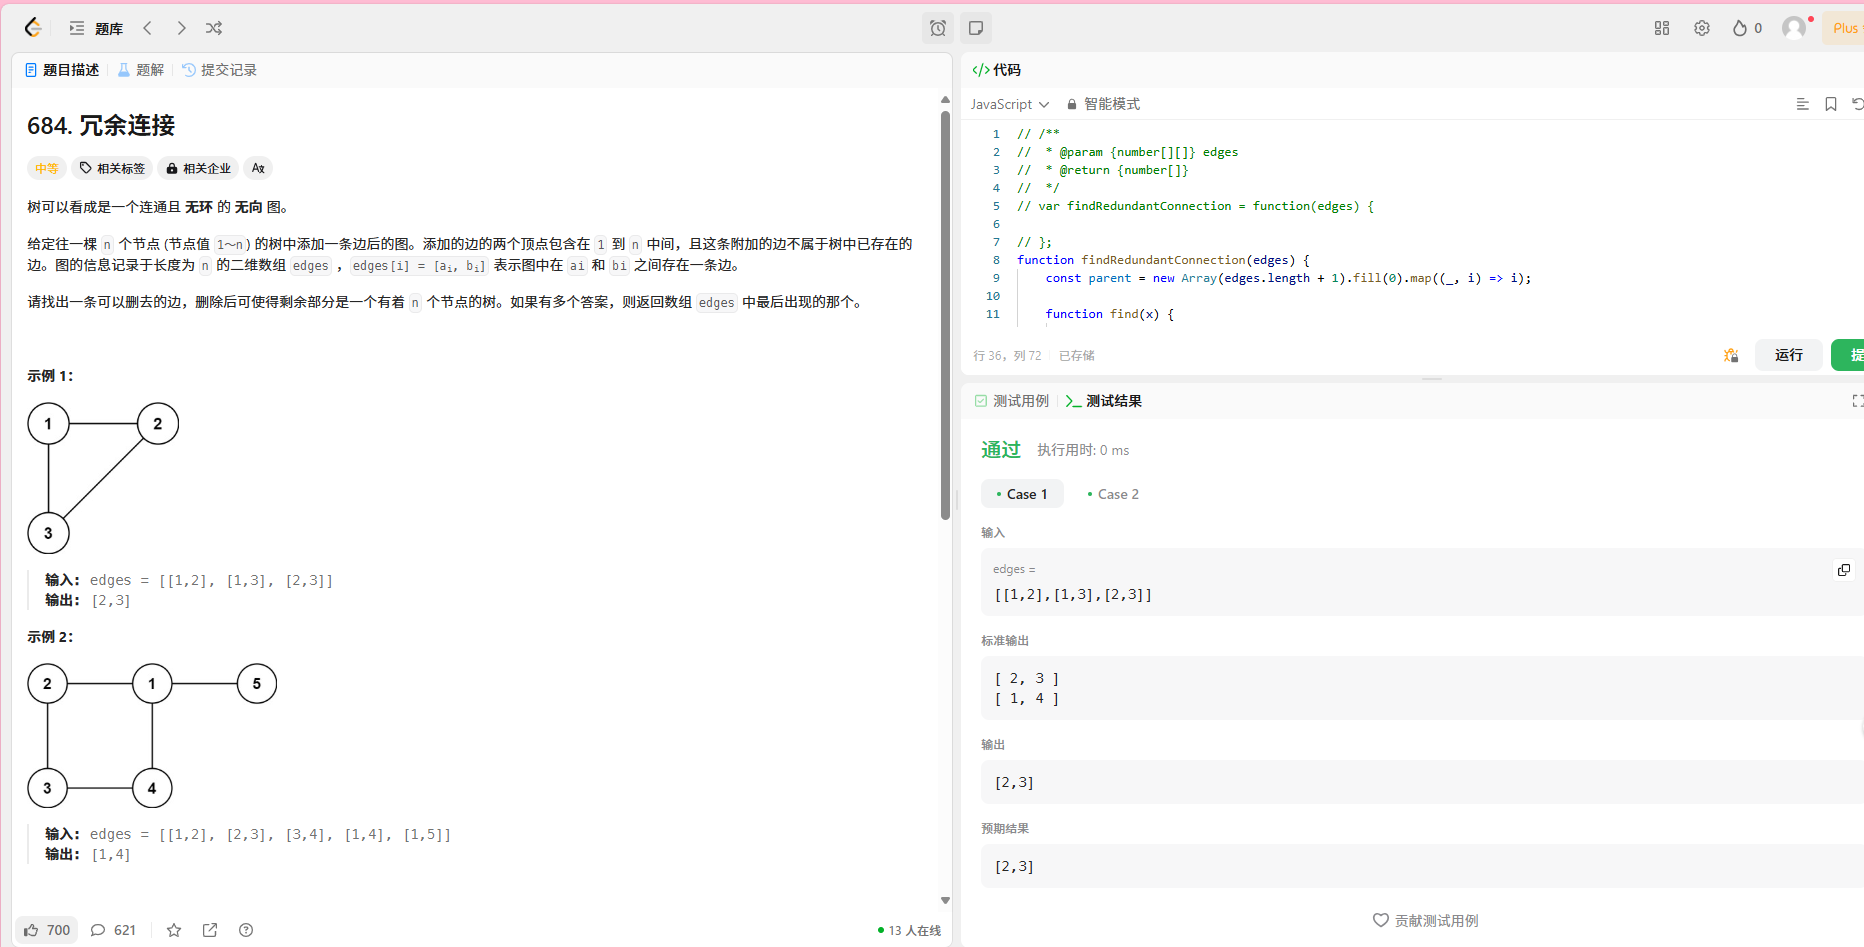 题库
0
Plus
题目描述
题解
提交记录
684. 冗余连接
中等
相关标签
相关企业
树可以看成是一个连通且 无环 的 无向 图。
给定往一棵 n 个节点 (节点值 1～n) 的树中添加一条边后的图。添加的边的两个顶点包含在 1 到 n 中间，且这条附加的边不属于树中已存在的
边。图的信息记录于长度为 n 的二维数组 edges ，edges[i] = [ai, bi] 表示图中在 ai 和 bi 之间存在一条边。
请找出一条可以删去的边，删除后可使得剩余部分是一个有着 n 个节点的树。如果有多个答案，则返回数组 edges 中最后出现的那个。
示例 1：
1
2
3
输入: edges = [[1,2], [1,3], [2,3]]
输出: [2,3]
示例 2：
2
1
5
3
4
输入: edges = [[1,2], [2,3], [3,4], [1,4], [1,5]]
输出: [1,4]
700
621
13 人在线
</> 代码
JavaScript
智能模式
1 // /**
2 //  * @param {number[][]} edges
3 //  * @return {number[]}
4 //  */
5 // var findRedundantConnection = function(edges) {
6
7 // };
8 function findRedundantConnection(edges) {
9     const parent = new Array(edges.length + 1).fill(0).map((_, i) => i);
10
11     function find(x) {
行 36，列 72
已存储
运行
提
测试用例
测试结果
通过
执行用时: 0 ms
Case 1
Case 2
输入
edges =
[[1,2],[1,3],[2,3]]
标准输出
[ 2, 3 ]
[ 1, 4 ]
输出
[2,3]
预期结果
[2,3]
贡献测试用例